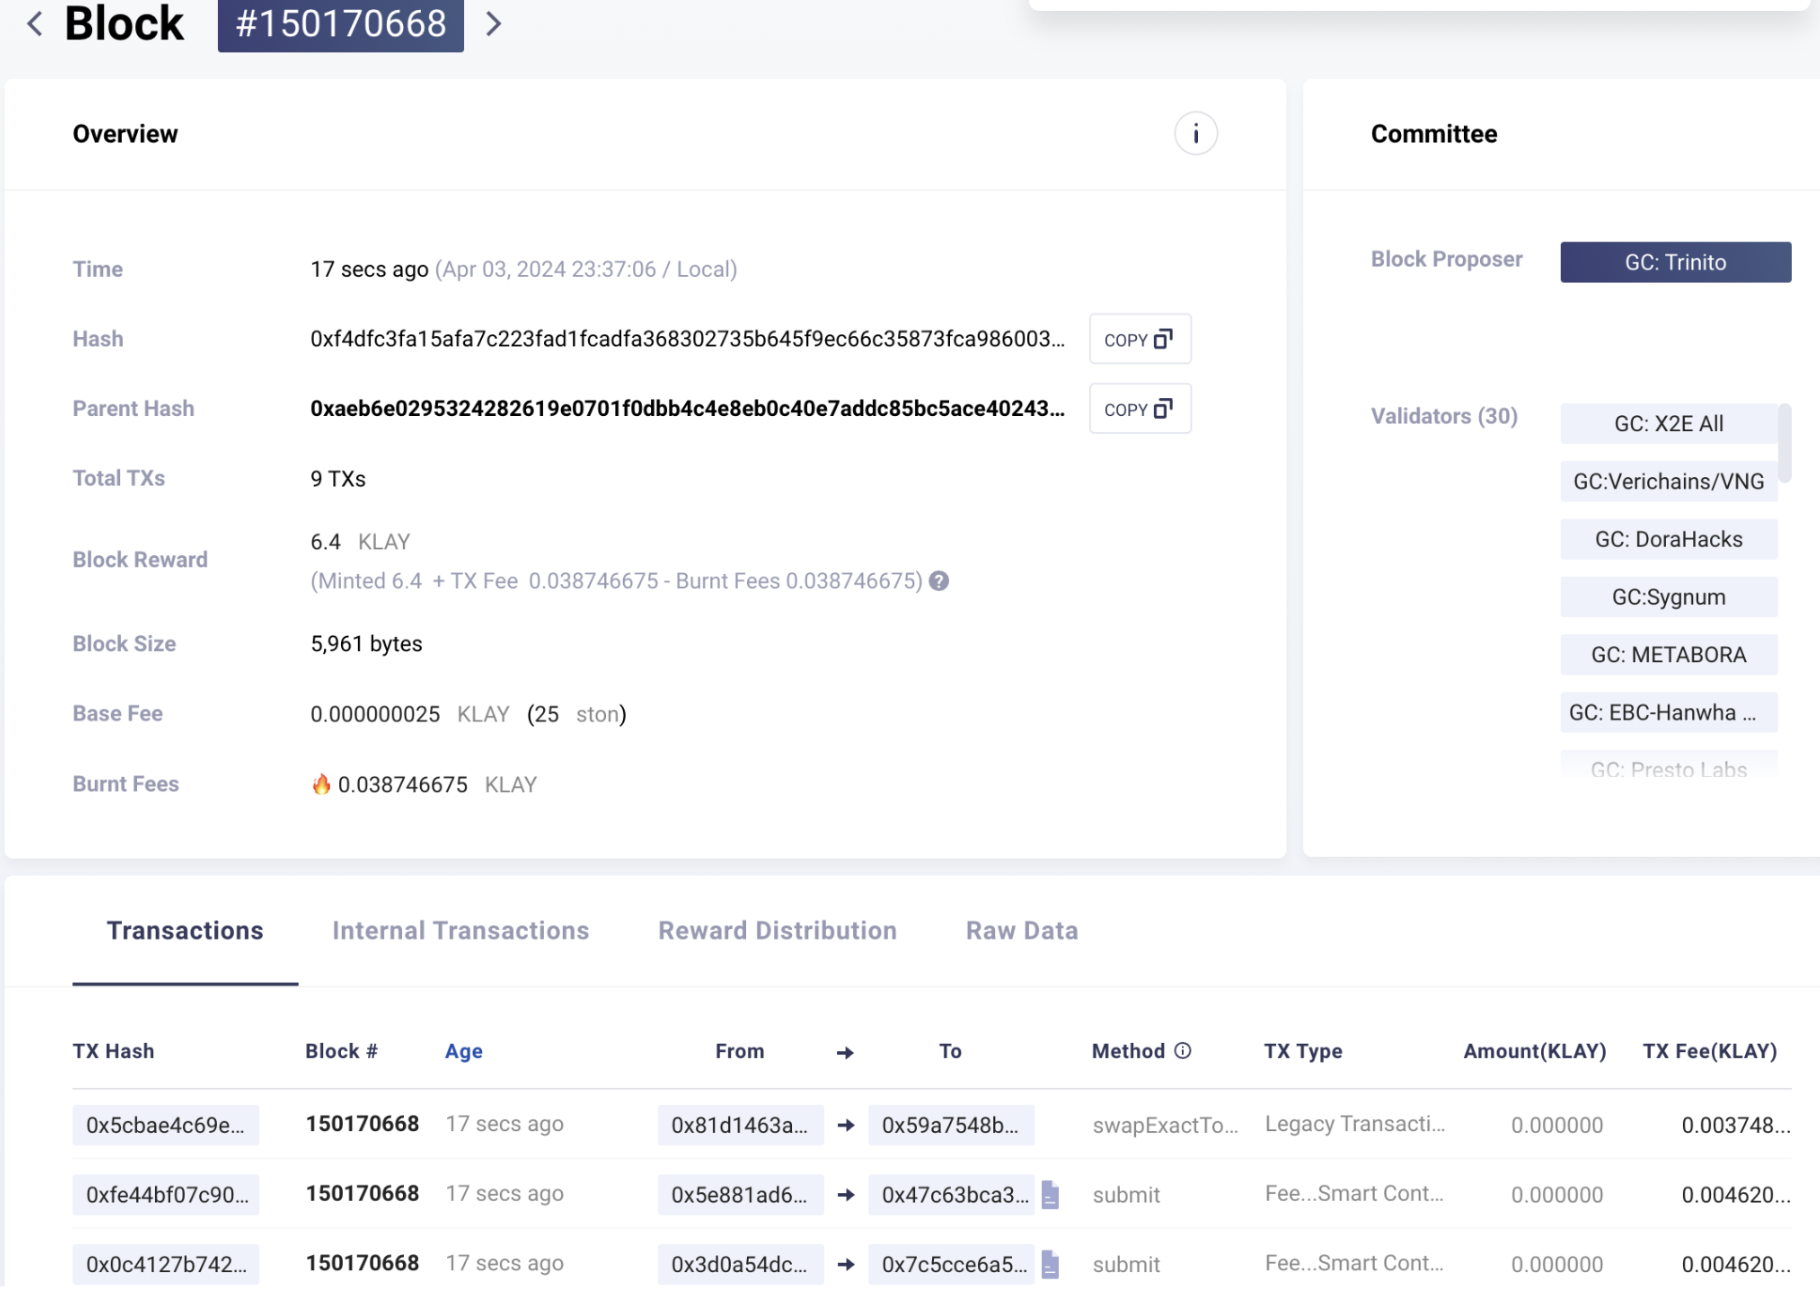 Block #150170668
Overview
Time 17 secs ago (Apr 03, 2024 23:37:06 / Local)
Hash 0xf4dfc3fa15afa7c223fad1fcadfa368302735b645f9ec66c35873fca986003... COPY
Parent Hash 0xaeb6e0295324282619e0701f0dbb4c4e8eb0c40e7addc85bc5ace40243... COPY
Total TXs 9 TXs
Block Reward 6.4 KLAY
(Minted 6.4 + TX Fee 0.038746675 - Burnt Fees 0.038746675)
Block Size 5,961 bytes
Base Fee 0.000000025 KLAY (25 ston)
Burnt Fees 0.038746675 KLAY
Committee
Block Proposer GC: Trinito
Validators (30) GC: X2E All
GC:Verichains/VNG
GC: DoraHacks
GC:Sygnum
GC: METABORA
GC: EBC-Hanwha ...
GC: Presto Labs
Transactions Internal Transactions Reward Distribution Raw Data
TX Hash Block # Age From → To Method TX Type Amount(KLAY) TX Fee(KLAY)
0x5cbae4c69e... 150170668 17 secs ago 0x81d1463a... → 0x59a7548b... swapExactTo... Legacy Transacti... 0.000000 0.003748...
0xfe44bf07c90... 150170668 17 secs ago 0x5e881ad6... → 0x47c63bca3... submit Fee...Smart Cont... 0.000000 0.004620...
0x0c4127b742... 150170668 17 secs ago 0x3d0a54dc... → 0x7c5cce6a5... submit Fee...Smart Cont... 0.000000 0.004620...